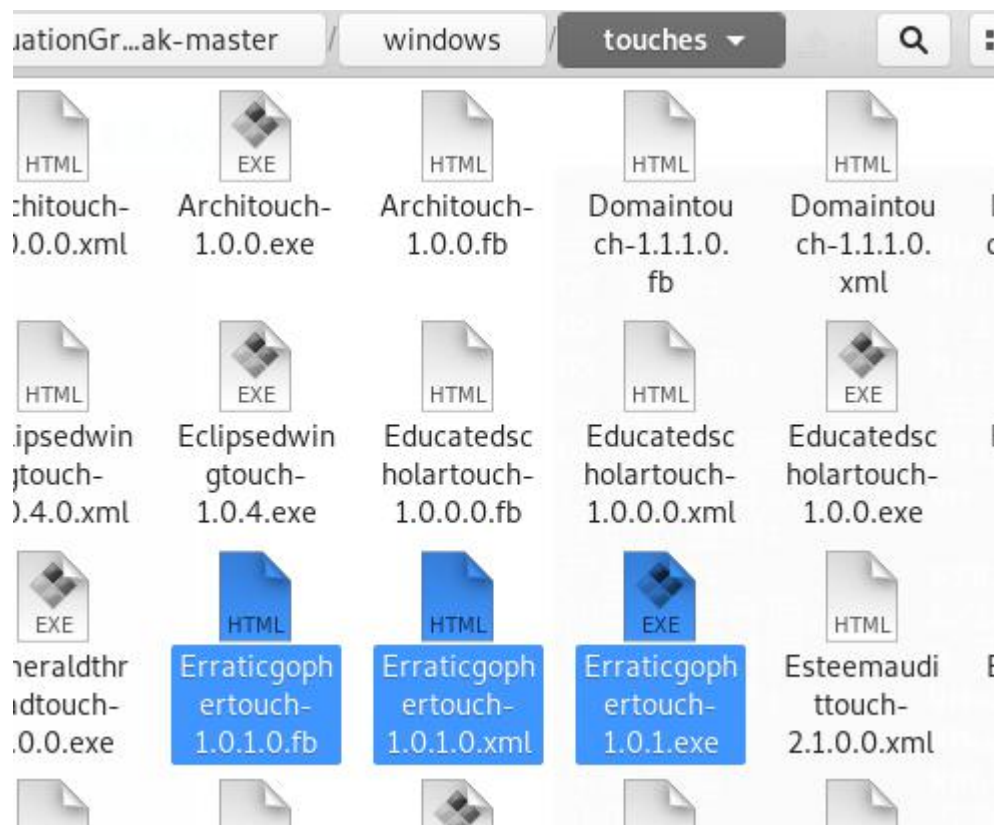 uationGr...ak-master / windows / touches
HTML EXE HTML HTML HTML
chitouch- Architouch- Architouch- Domaintou Domaintou
0.0.0.xml 1.0.0.exe 1.0.0.fb ch-1.1.1.0. ch-1.1.1.0.
fb xml
HTML EXE HTML HTML EXE
ipsedwin Eclipsedwin Educatedsc Educatedsc Educatedsc
gtouch- gtouch- holartouch- holartouch- holartouch-
0.4.0.xml 1.0.4.exe 1.0.0.0.fb 1.0.0.0.xml 1.0.0.exe
EXE HTML HTML EXE HTML
neraldthr Erraticgoph Erraticgoph Erraticgoph Esteemaudi
adtouch- ertouch- ertouch- ertouch- ttouch-
.0.0.exe 1.0.1.0.fb 1.0.1.0.xml 1.0.1.exe 2.1.0.0.xml